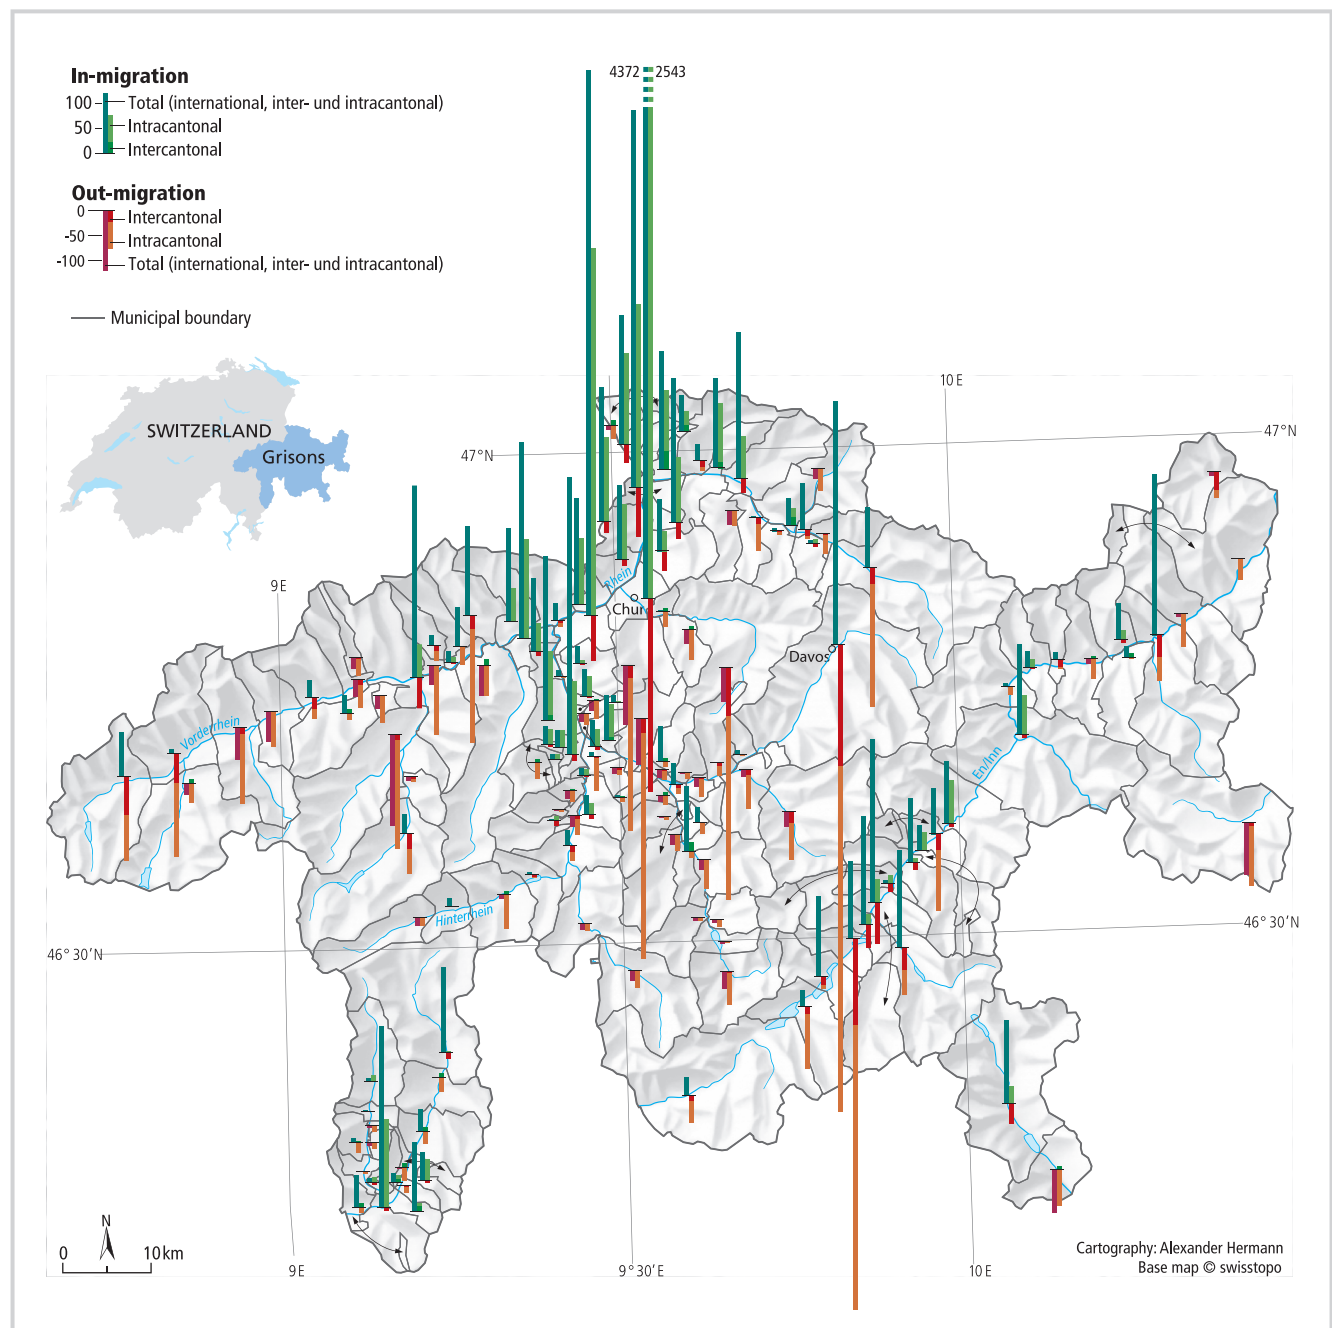 In-migration
100
Total (international, inter- und intracantonal)
50
Intracantonal
0
Intercantonal
Out-migration
0
Intercantonal
-50
Intracantonal
-100
Total (international, inter- und intracantonal)
Municipal boundary
4372
2543
SWITZERLAND
Grisons
10 E
47°N
47°N
9 E
Rhein
Chur
Davos
Vorderrhein
En/Inn
Hinterrhein
46° 30'N
46° 30'N
N
0
10 km
9 E
9° 30' E
10 E
Cartography: Alexander Hermann
Base map © swisstopo